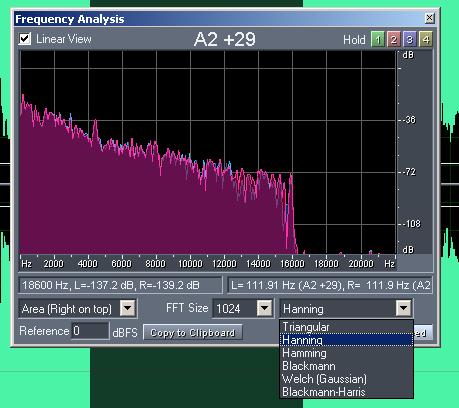 Frequency Analysis
Linear View A2 +29 Hold 1 2 3 4
dB
-36
-72
-108
dB
Hz 2000 4000 6000 8000 10000 12000 14000 16000 18000 20000 Hz
18600 Hz, L=-137.2 dB, R=-139.2 dB L= 111.91 Hz (A2 +29), R= 111.9 Hz (A2
Area (Right on top) FFT Size 1024 Hanning
Reference 0 dBFS Copy to Clipboard
Triangular
Hanning
Hamming
Blackmann
Welch (Gaussian)
Blackmann-Harris